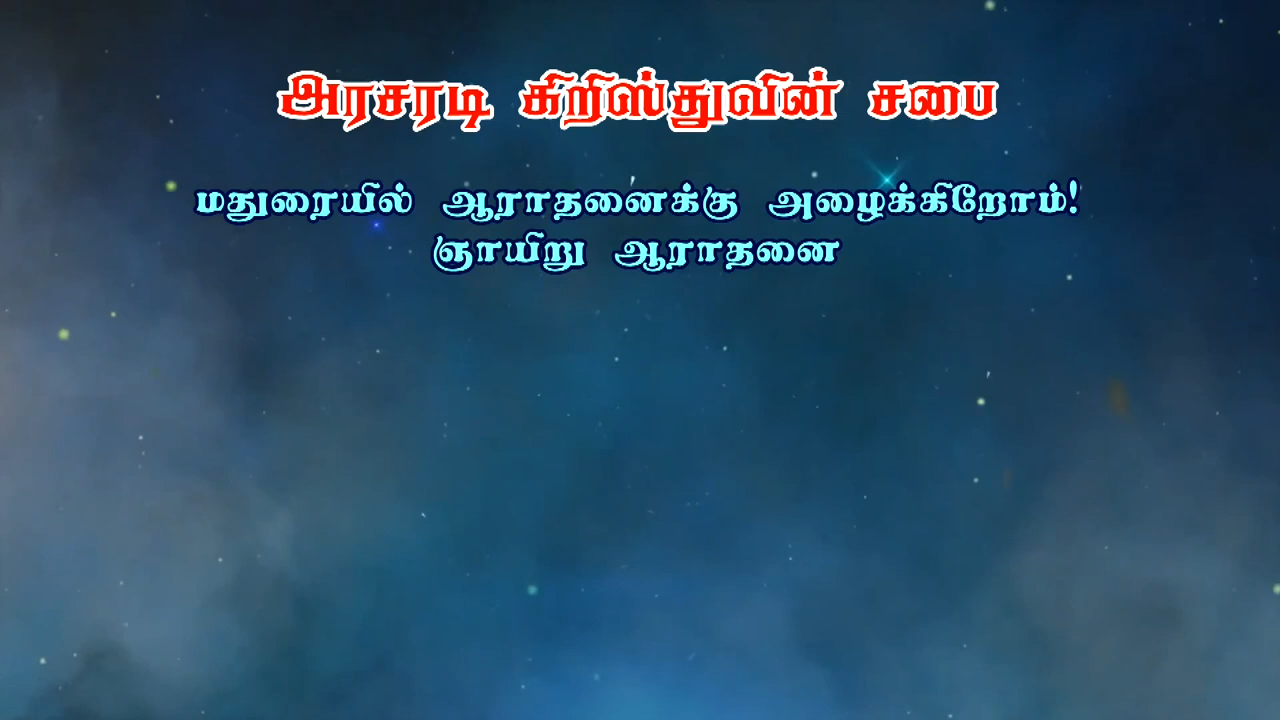 அரசரடி கிறிஸ்துவின் சபை
மதுரையில் ஆராதனைக்கு அழைக்கிறோம்!
ஞாயிறு ஆராதனை